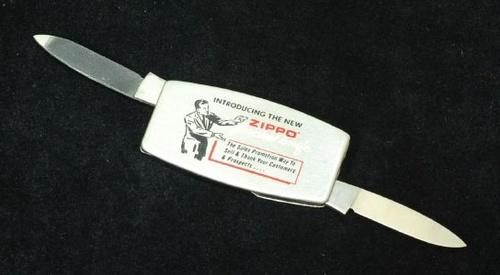 INTRODUCING THE NEW
ZIPPO
The Sales Promotion Way To
Sell & Thank Your Customers
& Prospects....